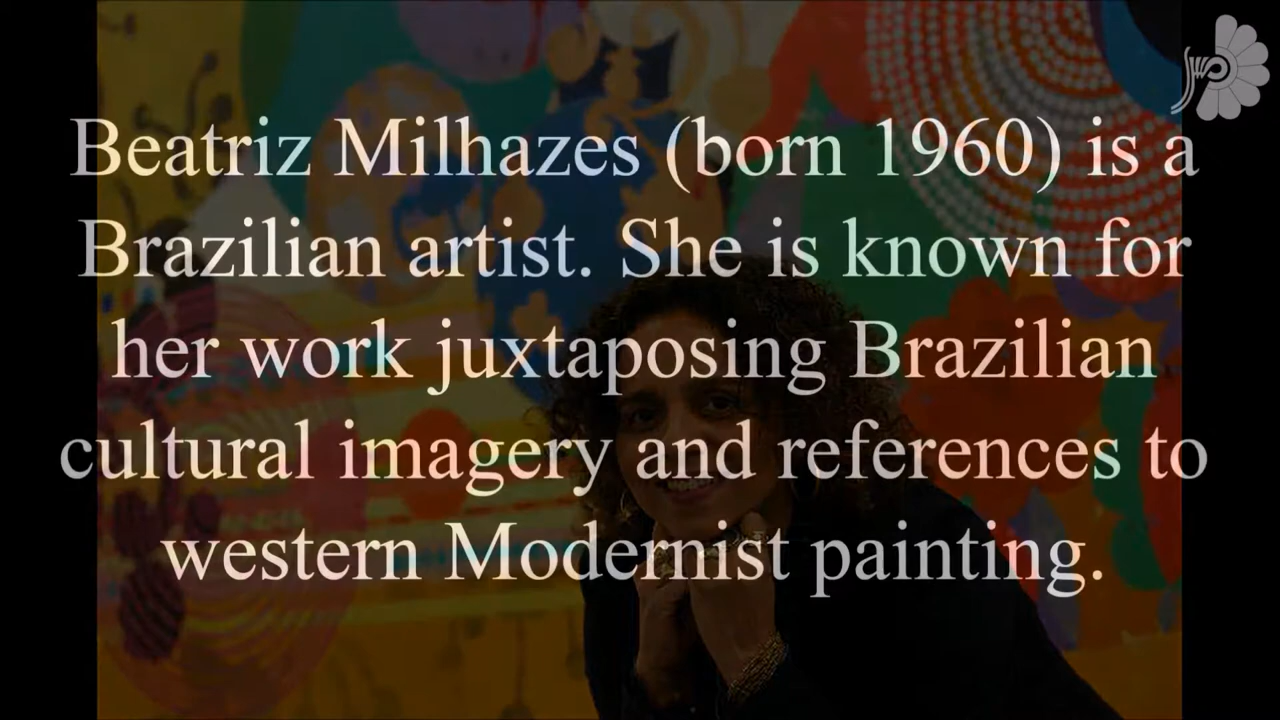 Beatriz Milhazes (born 1960) is a
Brazilian artist. She is known for
her work juxtaposing Brazilian
cultural imagery and references to
western Modernist painting.